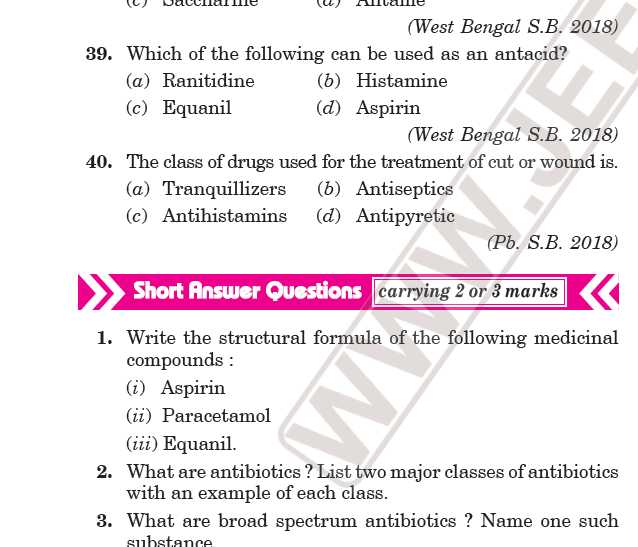 (c) Saccharine (d) Alitame
(West Bengal S.B. 2018)
39. Which of the following can be used as an antacid?
(a) Ranitidine (b) Histamine
(c) Equanil (d) Aspirin
(West Bengal S.B. 2018)
40. The class of drugs used for the treatment of cut or wound is.
(a) Tranquillizers (b) Antiseptics
(c) Antihistamins (d) Antipyretic
(Pb. S.B. 2018)
Short Answer Questions carrying 2 or 3 marks
1. Write the structural formula of the following medicinal
compounds :
(i) Aspirin
(ii) Paracetamol
(iii) Equanil.
2. What are antibiotics ? List two major classes of antibiotics
with an example of each class.
3. What are broad spectrum antibiotics ? Name one such
substance
WWW.JEE